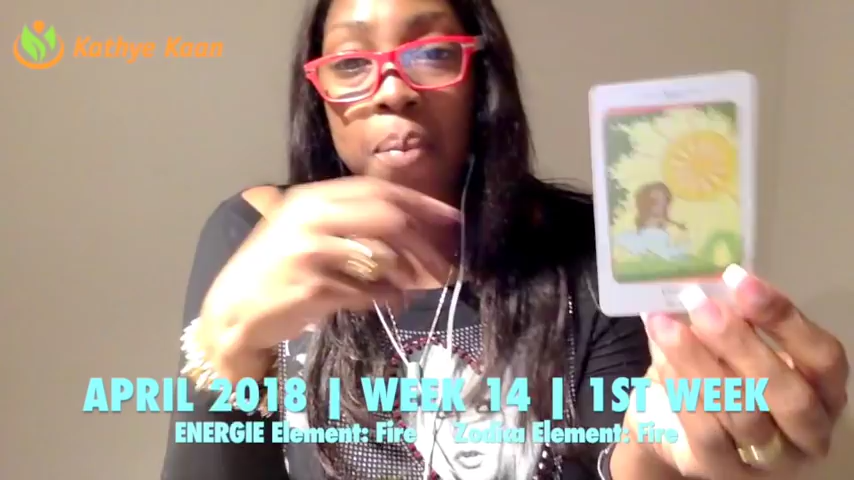 Kathye Kaan
APRIL 2018 | WEEK 14 | 1ST WEEK
ENERGIE Element: Fire - Zodica Element: Fire